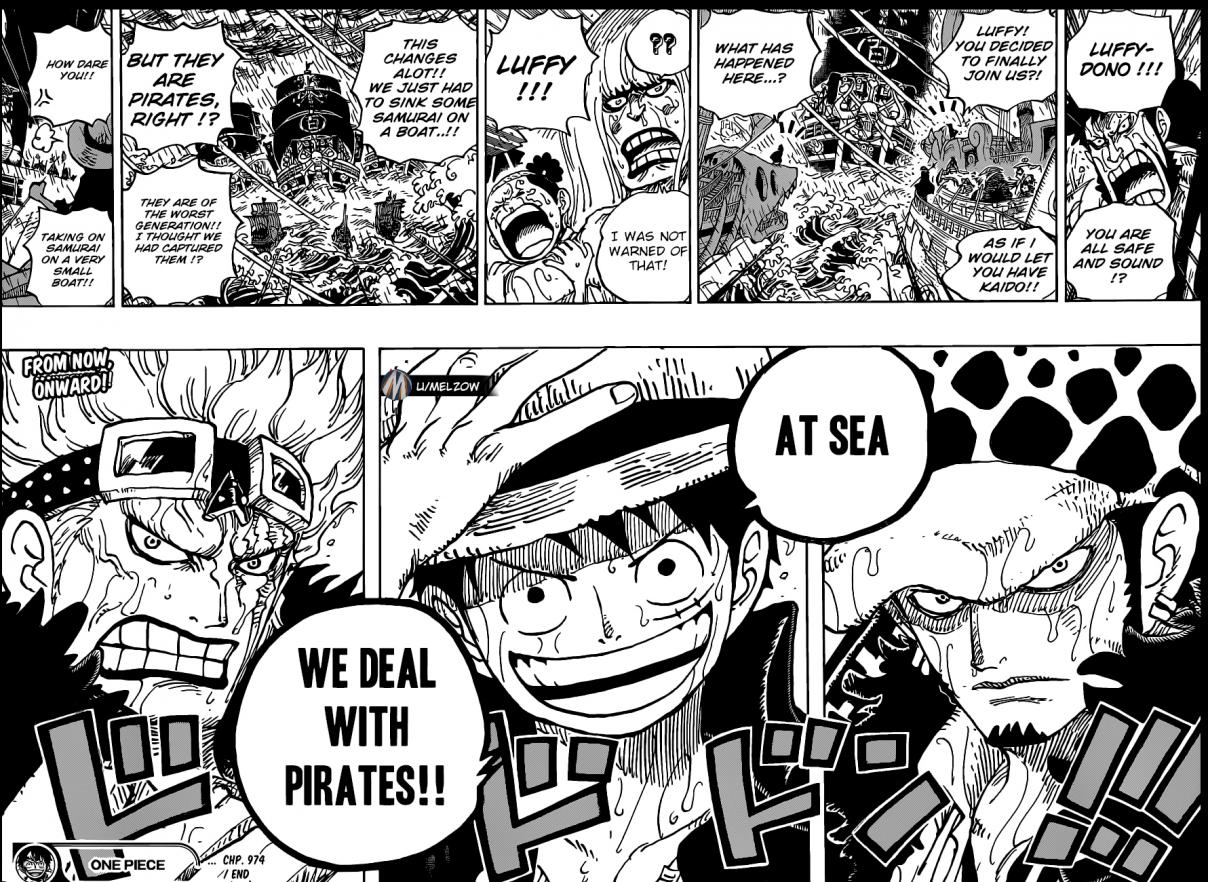 LUFFY-
DONO !!!
YOU ARE
ALL SAFE
AND SOUND
!?
LUFFY!
YOU DECIDED
TO FINALLY
JOIN US?!
AS IF I
WOULD LET
YOU HAVE
KAIDO!!
WHAT HAS
HAPPENED
HERE...?
??
I WAS NOT
WARNED OF
THAT!
LUFFY
!!!
THIS
CHANGES
ALOT!!
WE JUST HAD
TO SINK SOME
SAMURAI ON
A BOAT..!!
BUT THEY
ARE
PIRATES,
RIGHT !?
THEY ARE OF
THE WORST
GENERATION!!
I THOUGHT WE
HAD CAPTURED
THEM !?
HOW DARE
YOU!!
TAKING ON
SAMURAI
ON A VERY
SMALL
BOAT!!
AT SEA
WE DEAL
WITH
PIRATES!!
U/MELZOW
FROM NOW,
ONWARD!!
ド
ド
ド
ONE PIECE
... CHP. 974
/ END